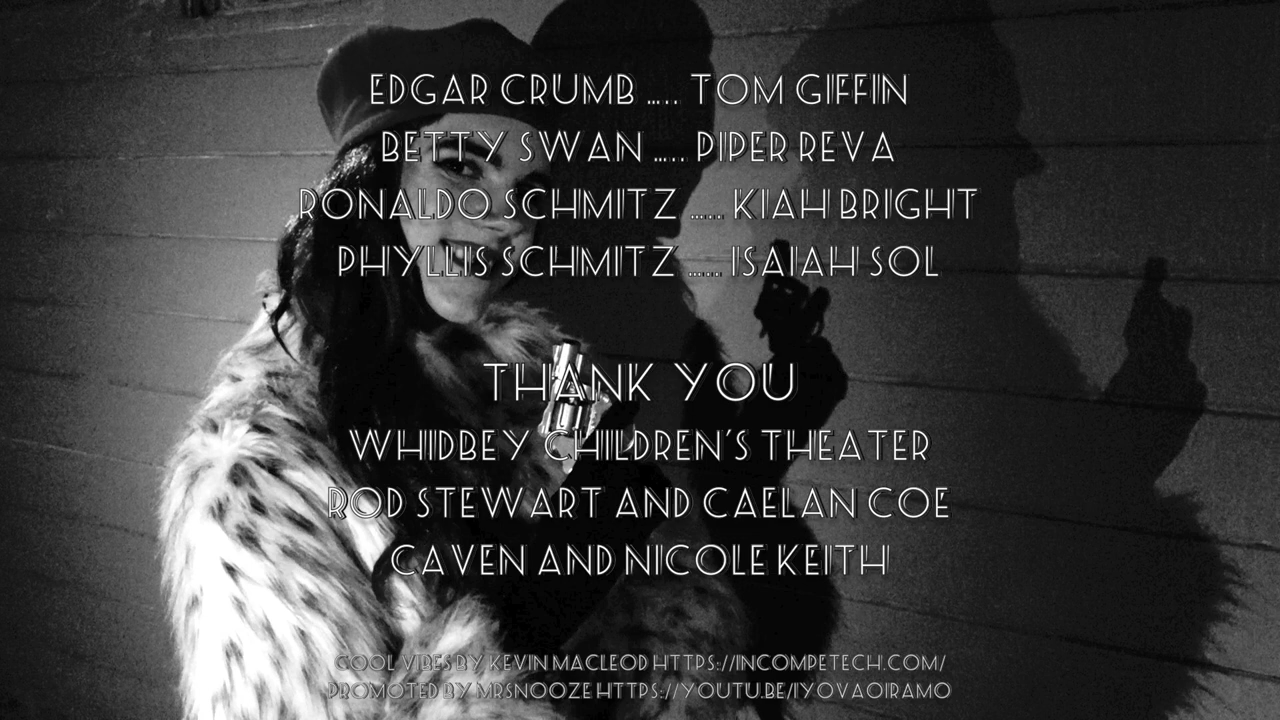 EDGAR CRUMB ..... TOM GIFFIN
BETTY SWAN ..... PIPER REVA
RONALDO SCHMITZ ..... KIAH BRIGHT
PHYLLIS SCHMITZ ..... ISAIAH SOL
THANK YOU
WHIDBEY CHILDREN'S THEATER
ROD STEWART AND CAELAN COE
CAVEN AND NICOLE KEITH
COOL VIBES BY KEVIN MACLEOD HTTPS://INCOMPETECH.COM/
PROMOTED BY MRSNOOZE HTTPS://YOUTU.BE/IYOVAOIRAMO